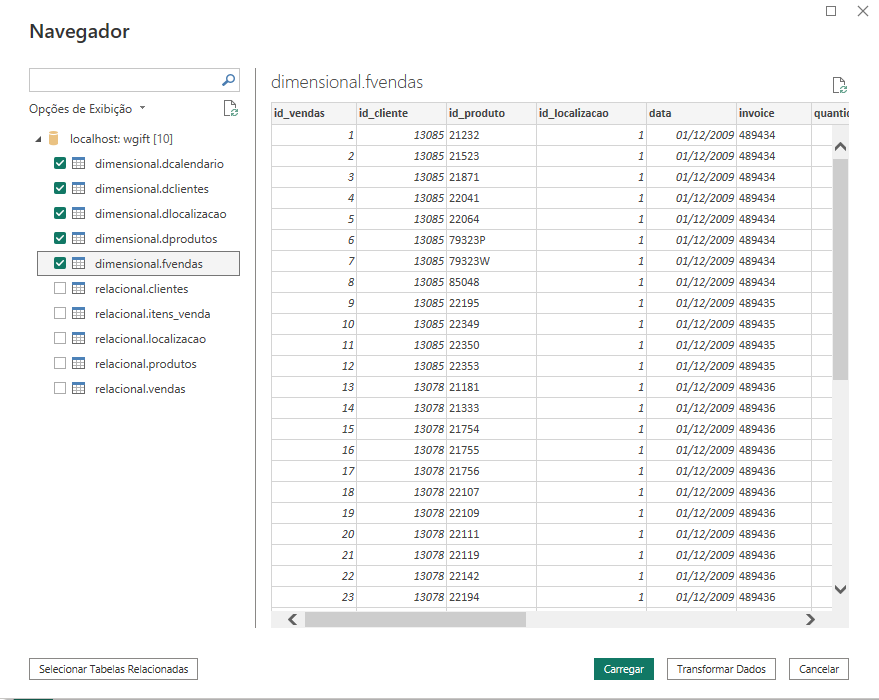 Navegador
Opções de Exibição
localhost: wgift [10]
dimensional.dcalendario
dimensional.dclientes
dimensional.dlocalizacao
dimensional.dprodutos
dimensional.fvendas
relacional.clientes
relacional.itens_venda
relacional.localizacao
relacional.produtos
relacional.vendas
dimensional.fvendas
id_vendas id_cliente id_produto id_localizacao data invoice quantid
1 13085 21232 1 01/12/2009 489434
2 13085 21523 1 01/12/2009 489434
3 13085 21871 1 01/12/2009 489434
4 13085 22041 1 01/12/2009 489434
5 13085 22064 1 01/12/2009 489434
6 13085 79323P 1 01/12/2009 489434
7 13085 79323W 1 01/12/2009 489434
8 13085 85048 1 01/12/2009 489434
9 13085 22195 1 01/12/2009 489435
10 13085 22349 1 01/12/2009 489435
11 13085 22350 1 01/12/2009 489435
12 13085 22353 1 01/12/2009 489435
13 13078 21181 1 01/12/2009 489436
14 13078 21333 1 01/12/2009 489436
15 13078 21754 1 01/12/2009 489436
16 13078 21755 1 01/12/2009 489436
17 13078 21756 1 01/12/2009 489436
18 13078 22107 1 01/12/2009 489436
19 13078 22109 1 01/12/2009 489436
20 13078 22111 1 01/12/2009 489436
21 13078 22119 1 01/12/2009 489436
22 13078 22142 1 01/12/2009 489436
23 13078 22194 1 01/12/2009 489436
Selecionar Tabelas Relacionadas
Carregar
Transformar Dados
Cancelar